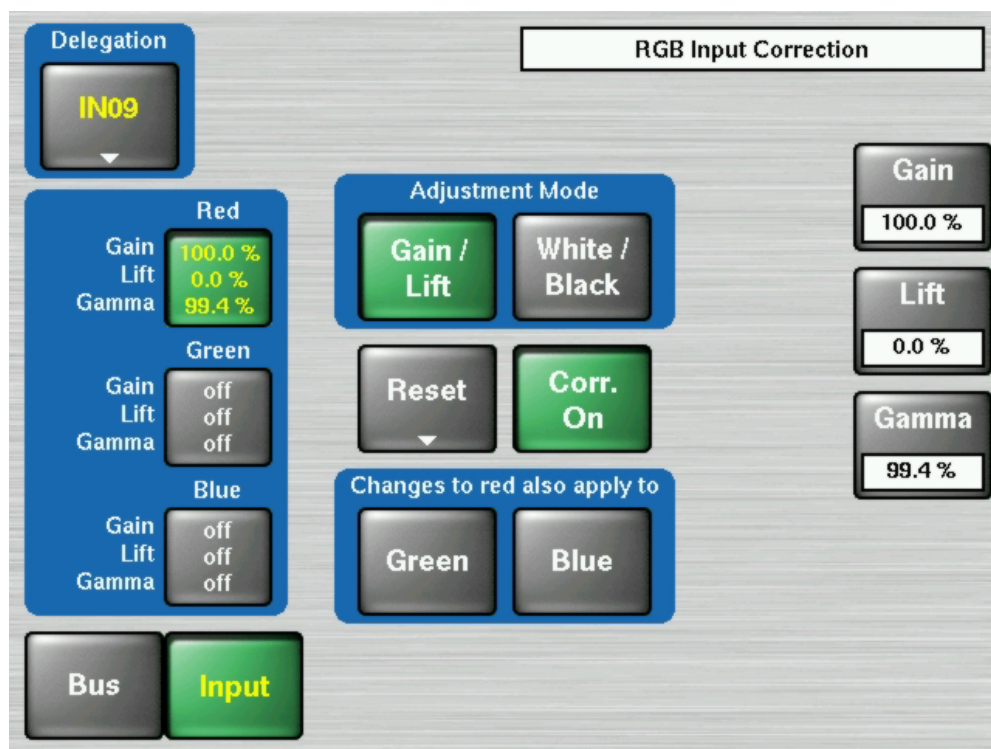 Delegation
IN09
RGB Input Correction
Red
Gain 100.0 %
Lift 0.0 %
Gamma 99.4 %
Green
Gain off
Lift off
Gamma off
Blue
Gain off
Lift off
Gamma off
Bus
Input
Adjustment Mode
Gain /
Lift
White /
Black
Reset
Corr.
On
Changes to red also apply to
Green
Blue
Gain
100.0 %
Lift
0.0 %
Gamma
99.4 %